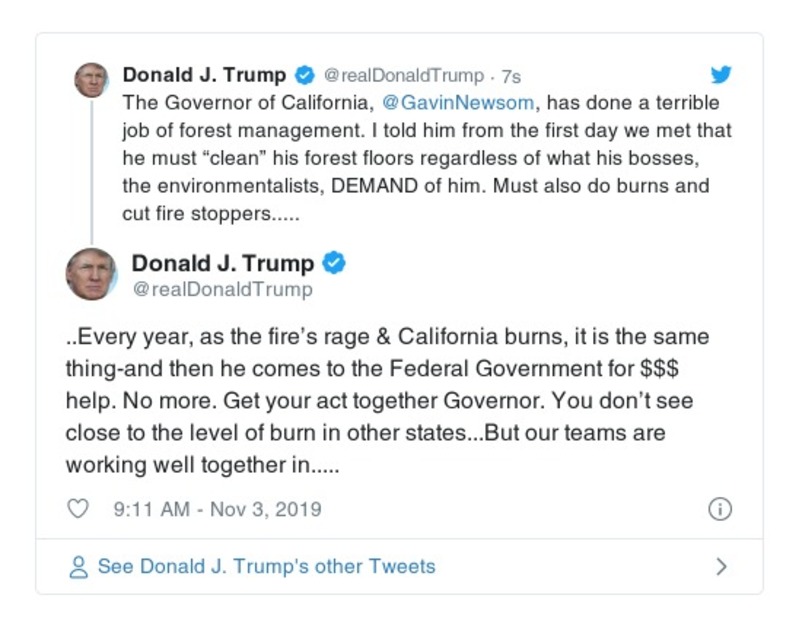 Donald J. Trump @realDonaldTrump · 7s
The Governor of California, @GavinNewsom, has done a terrible
job of forest management. I told him from the first day we met that
he must “clean” his forest floors regardless of what his bosses,
the environmentalists, DEMAND of him. Must also do burns and
cut fire stoppers.....
Donald J. Trump
@realDonaldTrump
..Every year, as the fire’s rage & California burns, it is the same
thing-and then he comes to the Federal Government for $$$
help. No more. Get your act together Governor. You don’t see
close to the level of burn in other states...But our teams are
working well together in.....
9:11 AM - Nov 3, 2019
See Donald J. Trump's other Tweets